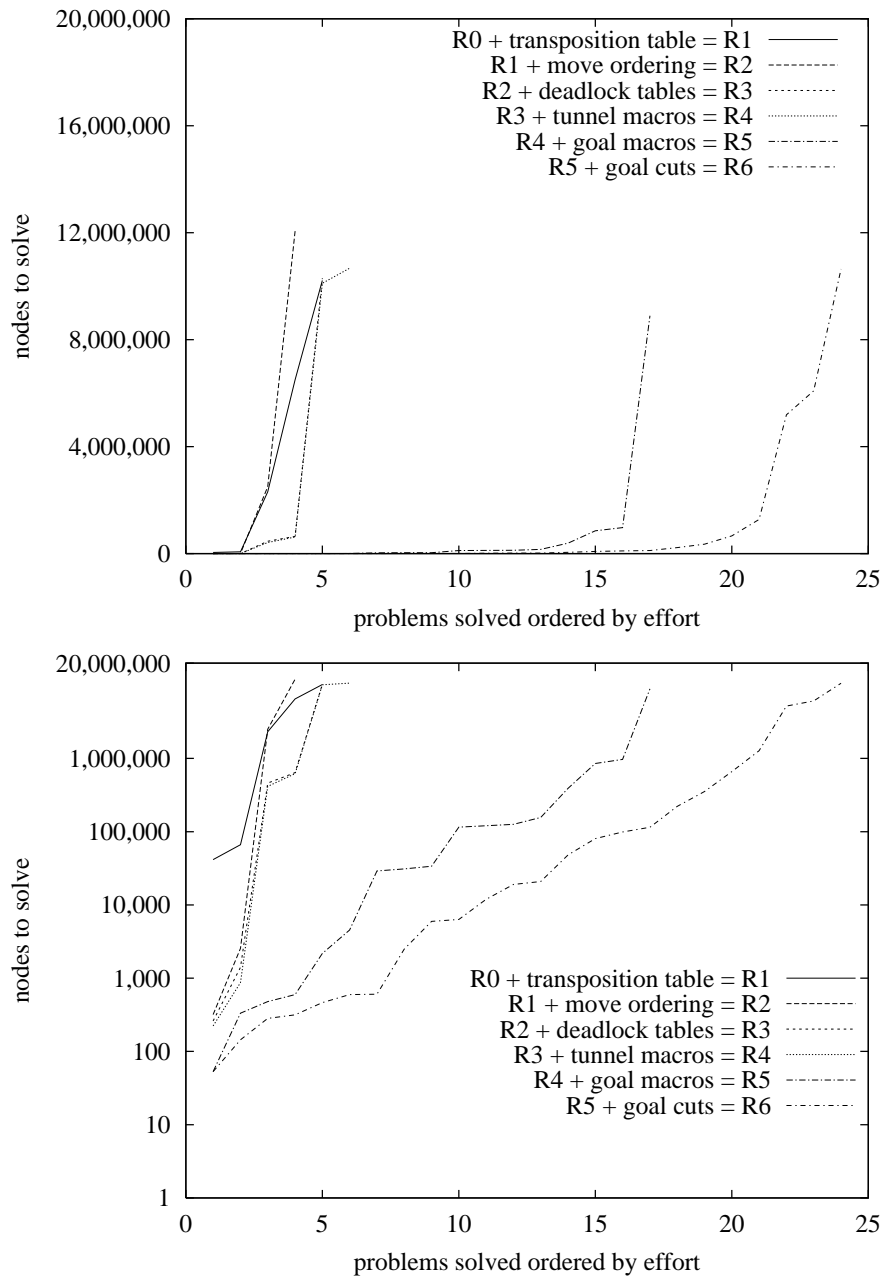 20,000,000
16,000,000
12,000,000
8,000,000
4,000,000
0
nodes to solve
R0 + transposition table = R1
R1 + move ordering = R2
R2 + deadlock tables = R3
R3 + tunnel macros = R4
R4 + goal macros = R5
R5 + goal cuts = R6
0 5 10 15 20 25
problems solved ordered by effort
20,000,000
1,000,000
100,000
10,000
1,000
100
10
1
nodes to solve
R0 + transposition table = R1
R1 + move ordering = R2
R2 + deadlock tables = R3
R3 + tunnel macros = R4
R4 + goal macros = R5
R5 + goal cuts = R6
0 5 10 15 20 25
problems solved ordered by effort